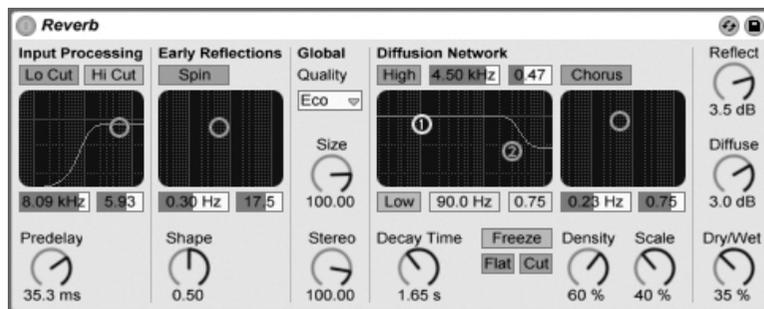 Reverb
Input Processing
Lo Cut Hi Cut
8.09 kHz 5.93
Predelay
35.3 ms
Early Reflections
Spin
0.30 Hz 17.5
Shape
0.50
Global
Quality
Eco
Size
100.00
Stereo
100.00
Diffusion Network
High 4.50 kHz 0.47 Chorus
1
2
Low 90.0 Hz 0.75 0.23 Hz 0.75
Decay Time
1.65 s
Freeze
Flat Cut
Density
60 %
Scale
40 %
Reflect
3.5 dB
Diffuse
3.0 dB
Dry/Wet
35 %